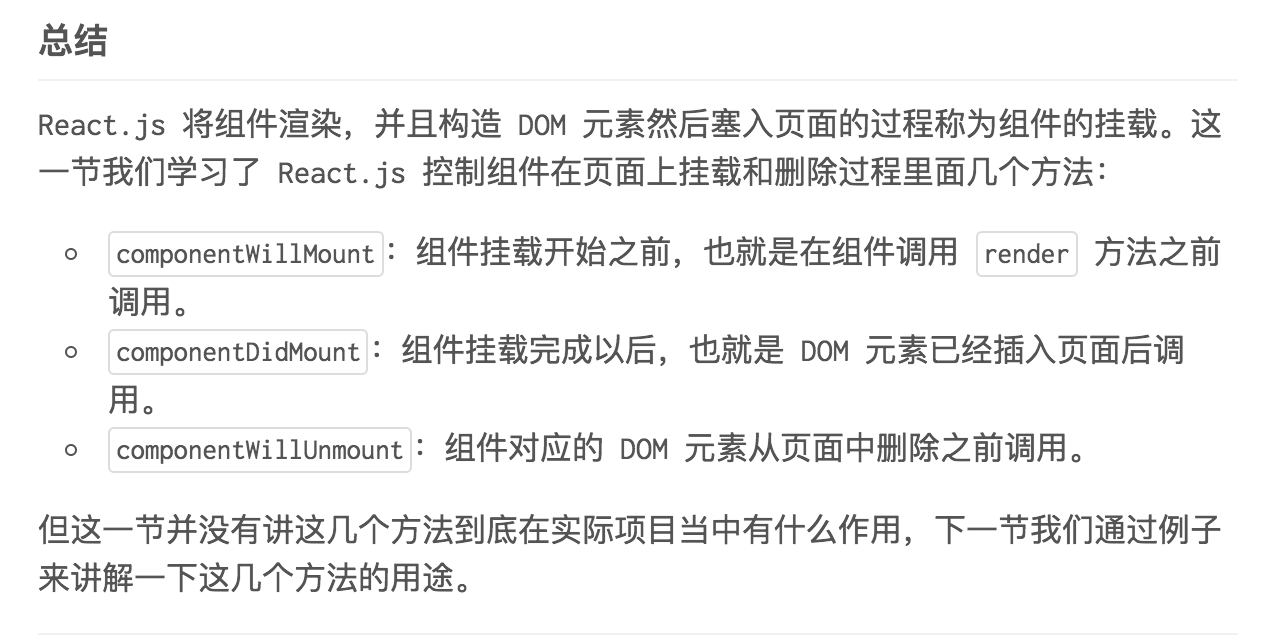 总结
React.js 将组件渲染，并且构造 DOM 元素然后塞入页面的过程称为组件的挂载。这
一节我们学习了 React.js 控制组件在页面上挂载和删除过程里面几个方法：
componentWillMount：组件挂载开始之前，也就是在组件调用 render 方法之前
调用。
componentDidMount：组件挂载完成以后，也就是 DOM 元素已经插入页面后调
用。
componentWillUnmount：组件对应的 DOM 元素从页面中删除之前调用。
但这一节并没有讲这几个方法到底在实际项目当中有什么作用，下一节我们通过例子
来讲解一下这几个方法的用途。